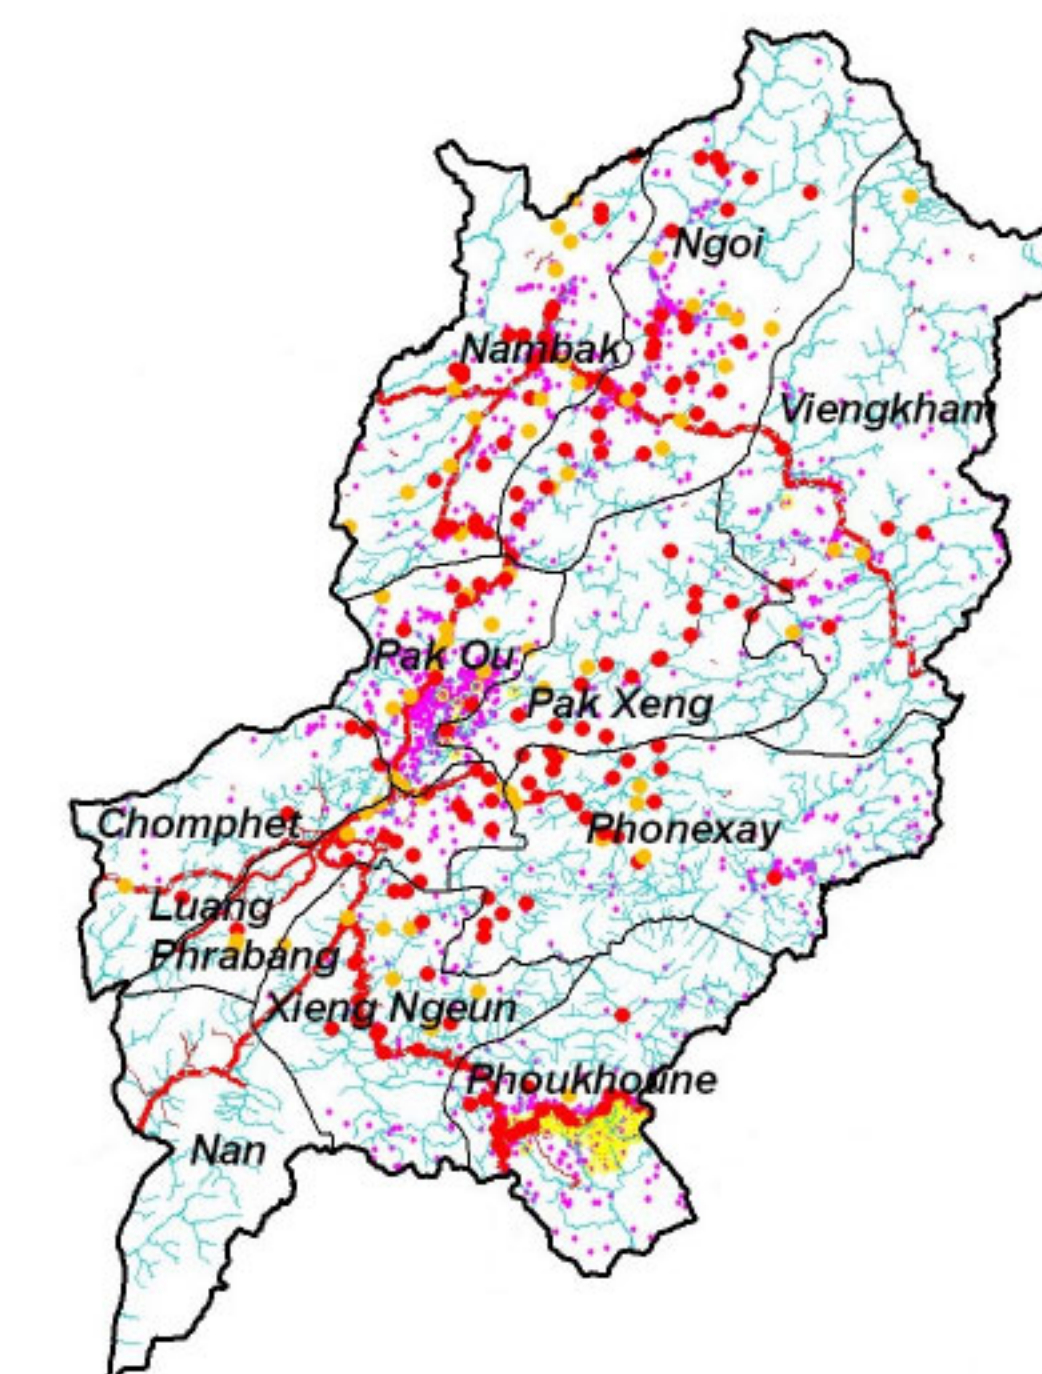 Ngoi
Nambak
Viengkham
Pak Ou
Pak Xeng
Chomphet
Phonexay
Luang
Phrabang
Xieng Ngeun
Phoukhoune
Nan